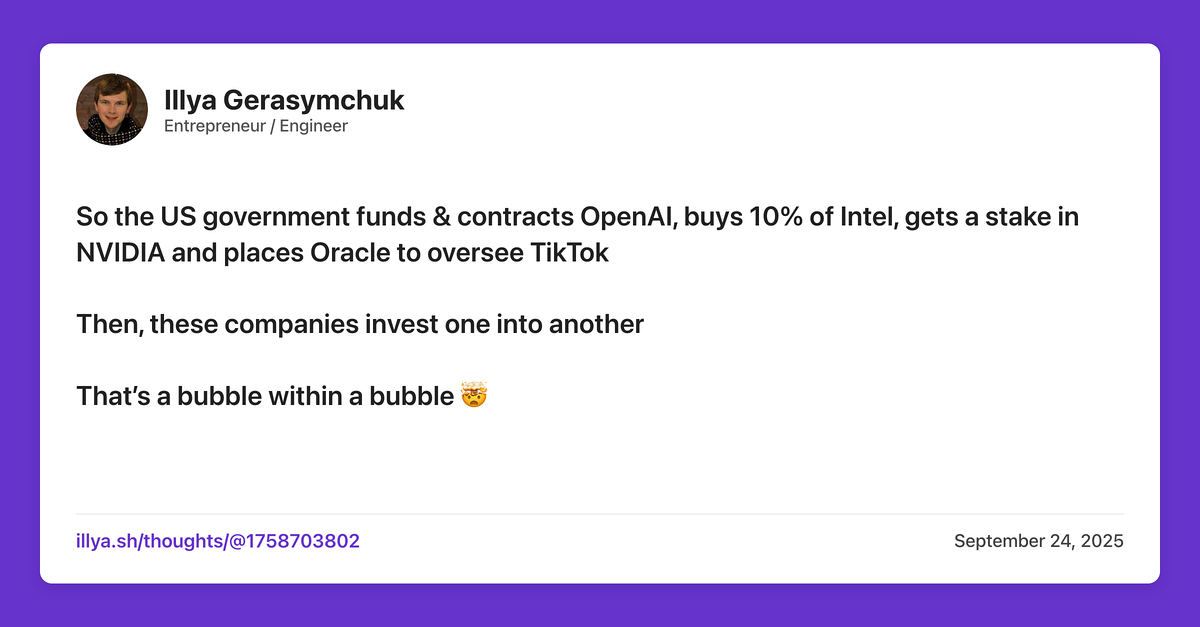 Illya Gerasymchuk
Entrepreneur / Engineer
So the US government funds & contracts OpenAI, buys 10% of Intel, gets a stake in
NVIDIA and places Oracle to oversee TikTok
Then, these companies invest one into another
That’s a bubble within a bubble 🤯
illya.sh/thoughts/@1758703802
September 24, 2025